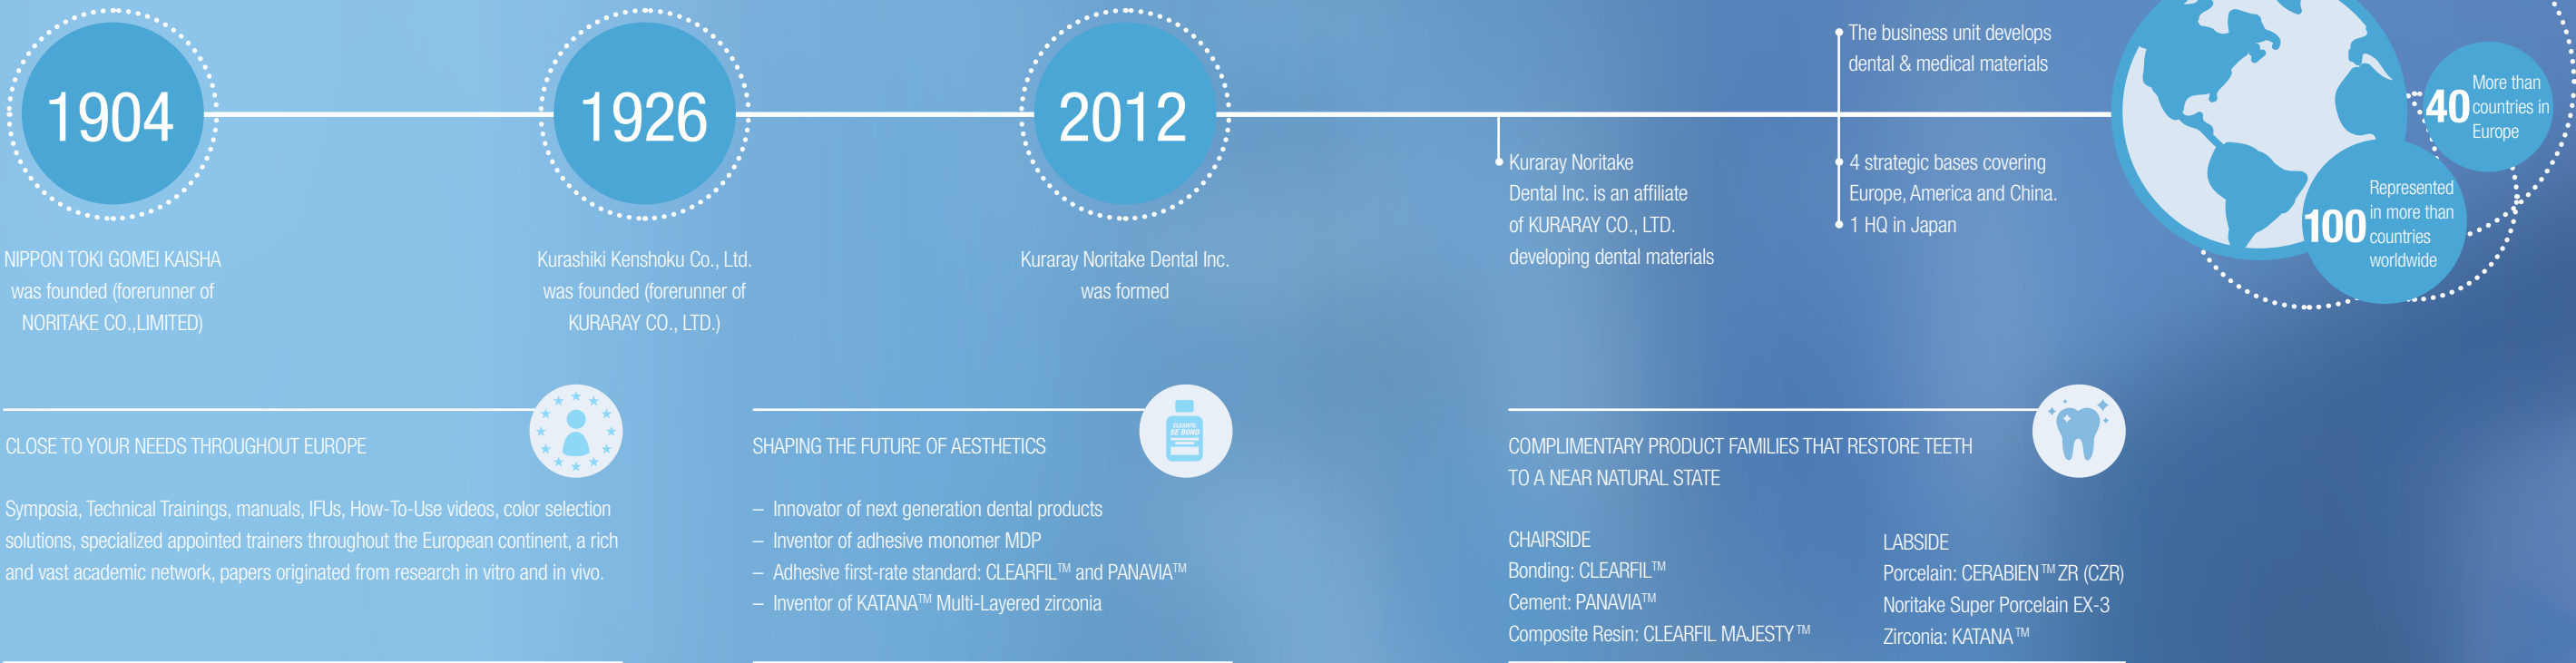 1904
NIPPON TOKI GOMEI KAISHA
was founded (forerunner of
NORITAKE CO.,LIMITED)
1926
Kurashiki Kenshoku Co., Ltd.
was founded (forerunner of
KURARAY CO., LTD.)
2012
Kuraray Noritake Dental Inc.
was formed
Kuraray Noritake
Dental Inc. is an affiliate
of KURARAY CO., LTD.
developing dental materials
The business unit develops
dental & medical materials
4 strategic bases covering
Europe, America and China.
1 HQ in Japan
More than
40 countries in
Europe
Represented
in more than
100 countries
worldwide
CLOSE TO YOUR NEEDS THROUGHOUT EUROPE
Symposia, Technical Trainings, manuals, IFUs, How-To-Use videos, color selection
solutions, specialized appointed trainers throughout the European continent, a rich
and vast academic network, papers originated from research in vitro and in vivo.
CLEARFIL
SE BOND
SHAPING THE FUTURE OF AESTHETICS
– Innovator of next generation dental products
– Inventor of adhesive monomer MDP
– Adhesive first-rate standard: CLEARFIL™ and PANAVIA™
– Inventor of KATANA™ Multi-Layered zirconia
COMPLIMENTARY PRODUCT FAMILIES THAT RESTORE TEETH
TO A NEAR NATURAL STATE
CHAIRSIDE
Bonding: CLEARFIL™
Cement: PANAVIA™
Composite Resin: CLEARFIL MAJESTY™
LABSIDE
Porcelain: CERABIEN™ ZR (CZR)
Noritake Super Porcelain EX-3
Zirconia: KATANA™